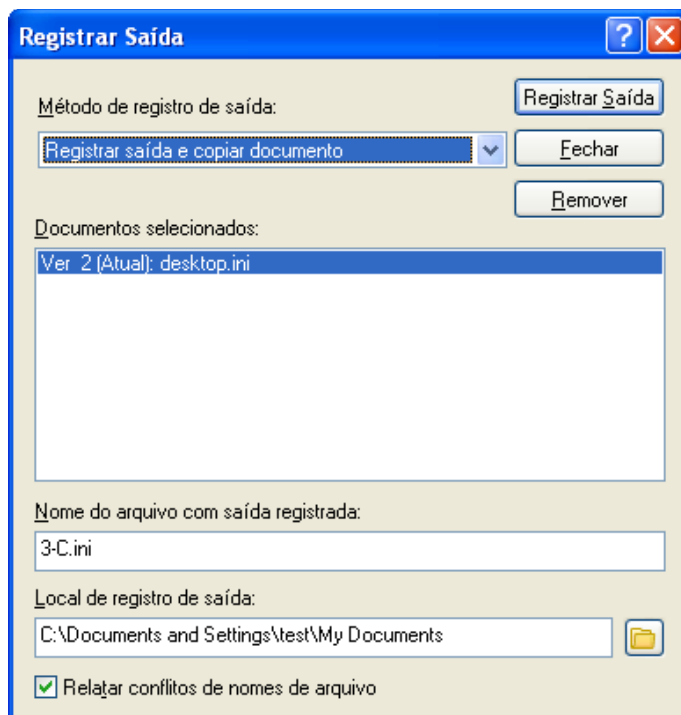 Registrar Saída
Método de registro de saída:
Registrar Saída
Registrar saída e copiar documento
Fechar
Remover
Documentos selecionados:
Ver 2 (Atual): desktop.ini
Nome do arquivo com saída registrada:
3-C.ini
Local de registro de saída:
C:\Documents and Settings\test\My Documents
Relatar conflitos de nomes de arquivo